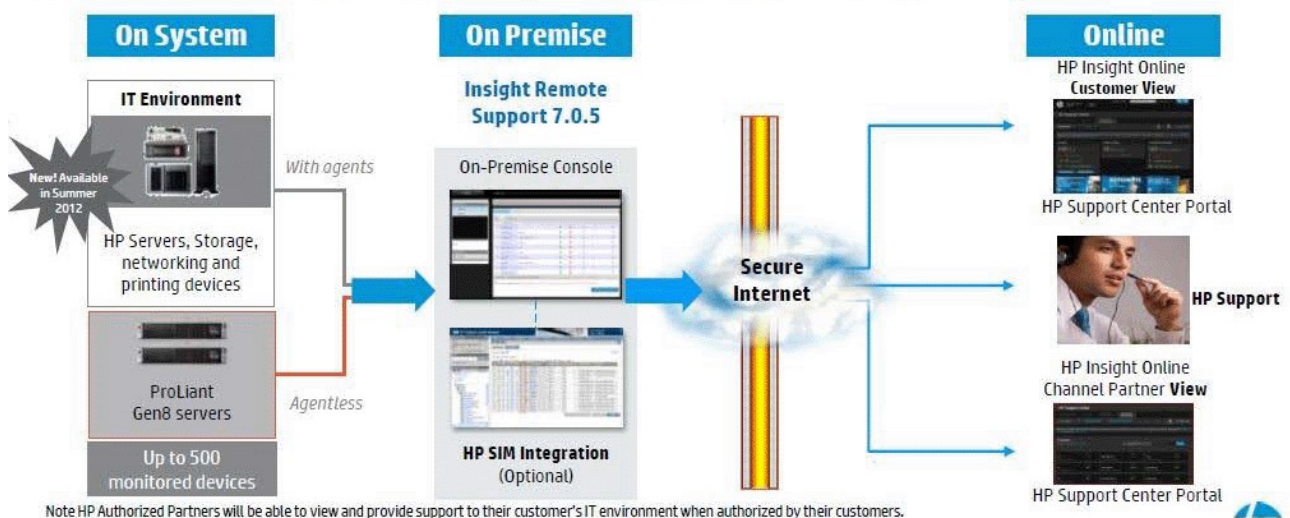 On System
IT Environment
New! Available
in Summer
2012
HP Servers, Storage,
networking and
printing devices
ProLiant
Gen8 servers
Up to 500
monitored devices
With agents
Agentless
On Premise
Insight Remote
Support 7.0.5
On-Premise Console
HP SIM Integration
(Optional)
Secure
Internet
Online
HP Insight Online
Customer View
HP Support Center Portal
HP Support
HP Insight Online
Channel Partner View
HP Support Center Portal
Note HP Authorized Partners will be able to view and provide support to their customer's IT environment when authorized by their customers.